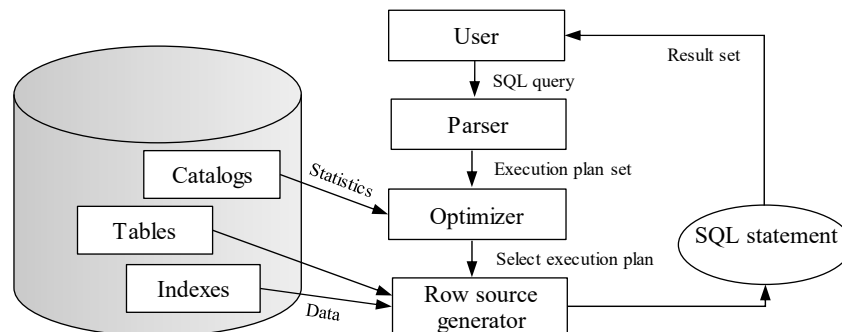 User
Result set
SQL query
Parser
Execution plan set
Catalogs
Statistics
Optimizer
Tables
SQL statement
Select execution plan
Indexes
Data
Row source
generator